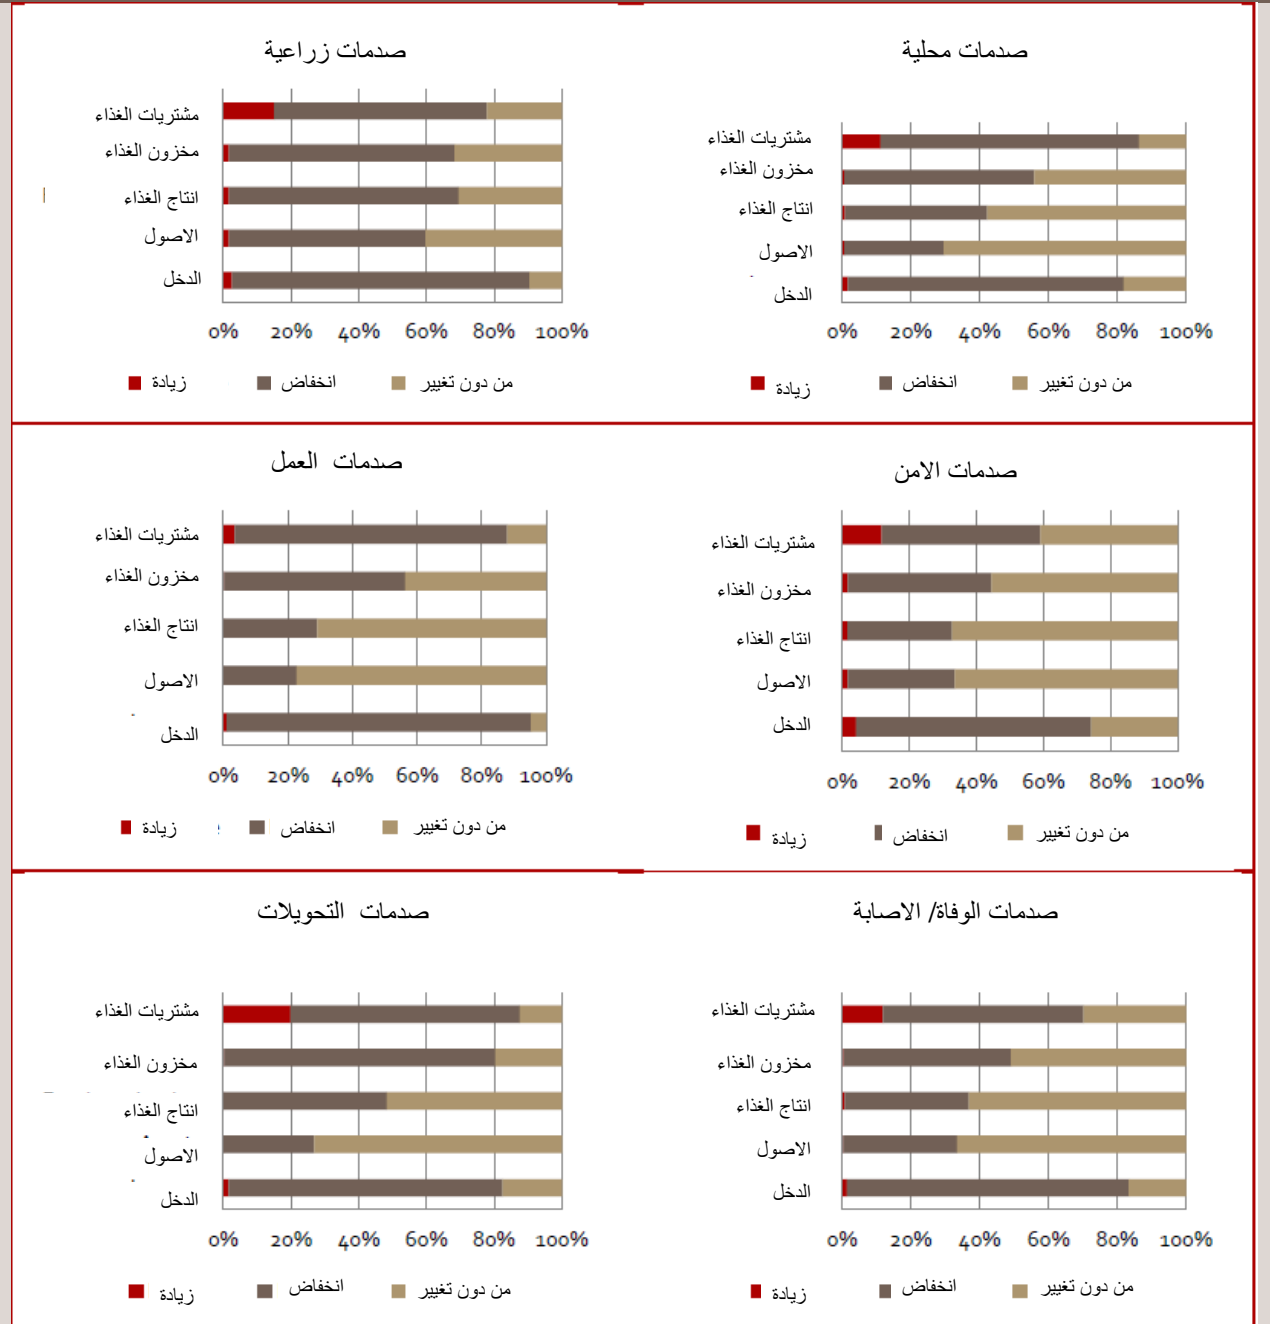 صدمات زراعية
مشتريات الغذاء
مخزون الغذاء
انتاج الغذاء
الاصول
الدخل
0% 20% 40% 60% 80% 100%
زيادة انخفاض من دون تغيير
صدمات محلية
مشتريات الغذاء
مخزون الغذاء
انتاج الغذاء
الاصول
الدخل
0% 20% 40% 60% 80% 100%
زيادة انخفاض من دون تغيير
صدمات العمل
مشتريات الغذاء
مخزون الغذاء
انتاج الغذاء
الاصول
الدخل
0% 20% 40% 60% 80% 100%
زيادة انخفاض من دون تغيير
صدمات الامن
مشتريات الغذاء
مخزون الغذاء
انتاج الغذاء
الاصول
الدخل
0% 20% 40% 60% 80% 100%
زيادة انخفاض من دون تغيير
صدمات التحويلات
مشتريات الغذاء
مخزون الغذاء
انتاج الغذاء
الاصول
الدخل
0% 20% 40% 60% 80% 100%
زيادة انخفاض من دون تغيير
صدمات الوفاة/ الاصابة
مشتريات الغذاء
مخزون الغذاء
انتاج الغذاء
الاصول
الدخل
0% 20% 40% 60% 80% 100%
زيادة انخفاض من دون تغيير